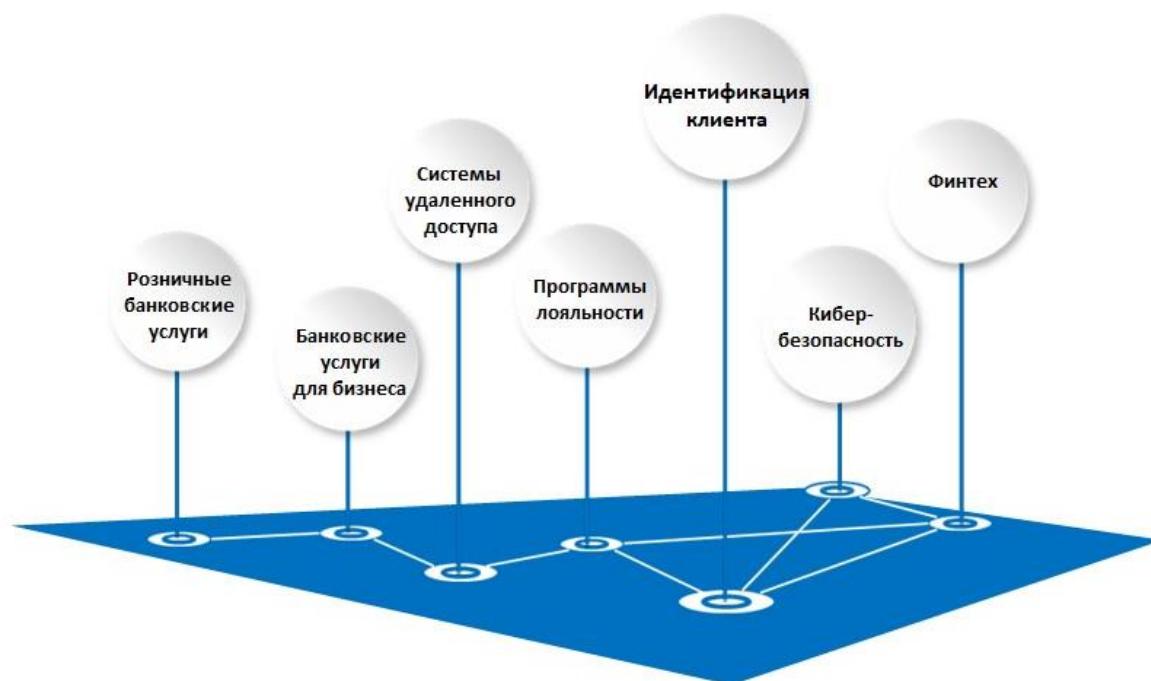 Розничные
банковские
услуги
Банковские
услуги
для бизнеса
Системы
удаленного
доступа
Программы
лояльности
Идентификация
клиента
Кибер-
безопасность
Финтех